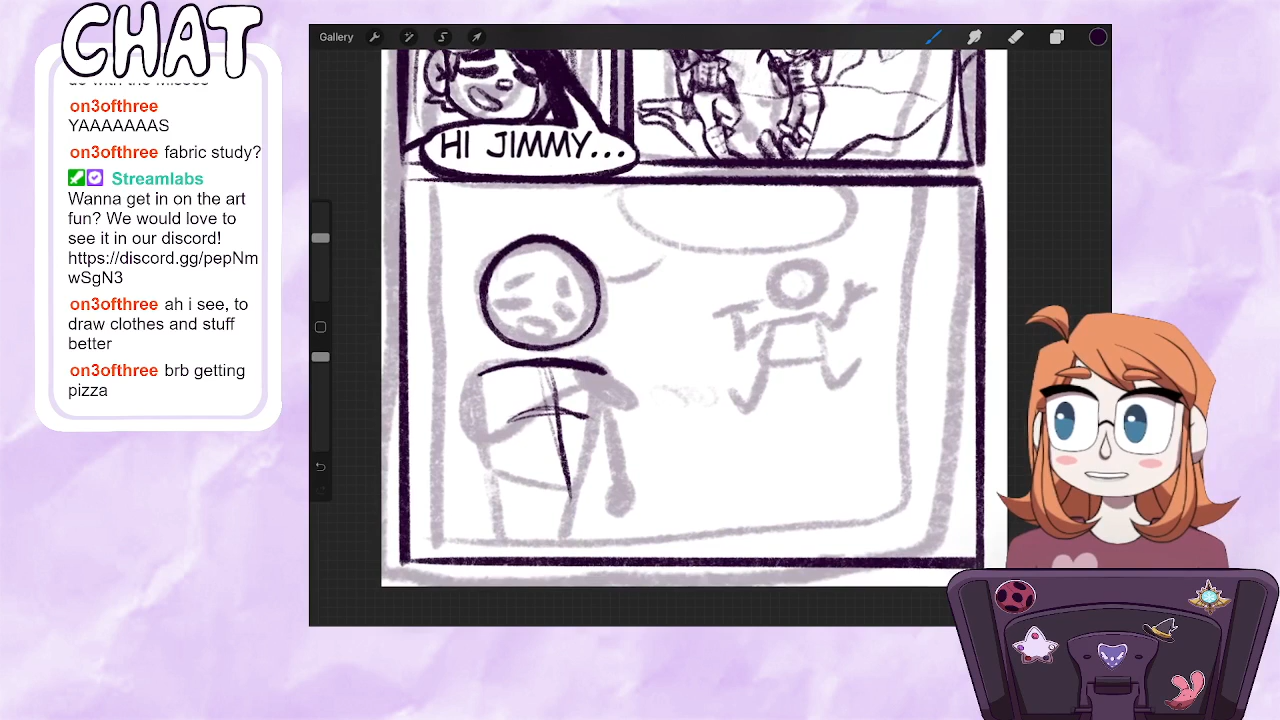 CHAT
on3ofthree
YAAAAAAAS
on3ofthree fabric study?
Streamlabs
Wanna get in on the art
fun? We would love to
see it in our discord!
https://discord.gg/pepNm
wSgN3
on3ofthree ah i see, to
draw clothes and stuff
better
on3ofthree brb getting
pizza
Gallery
HI JIMMY...